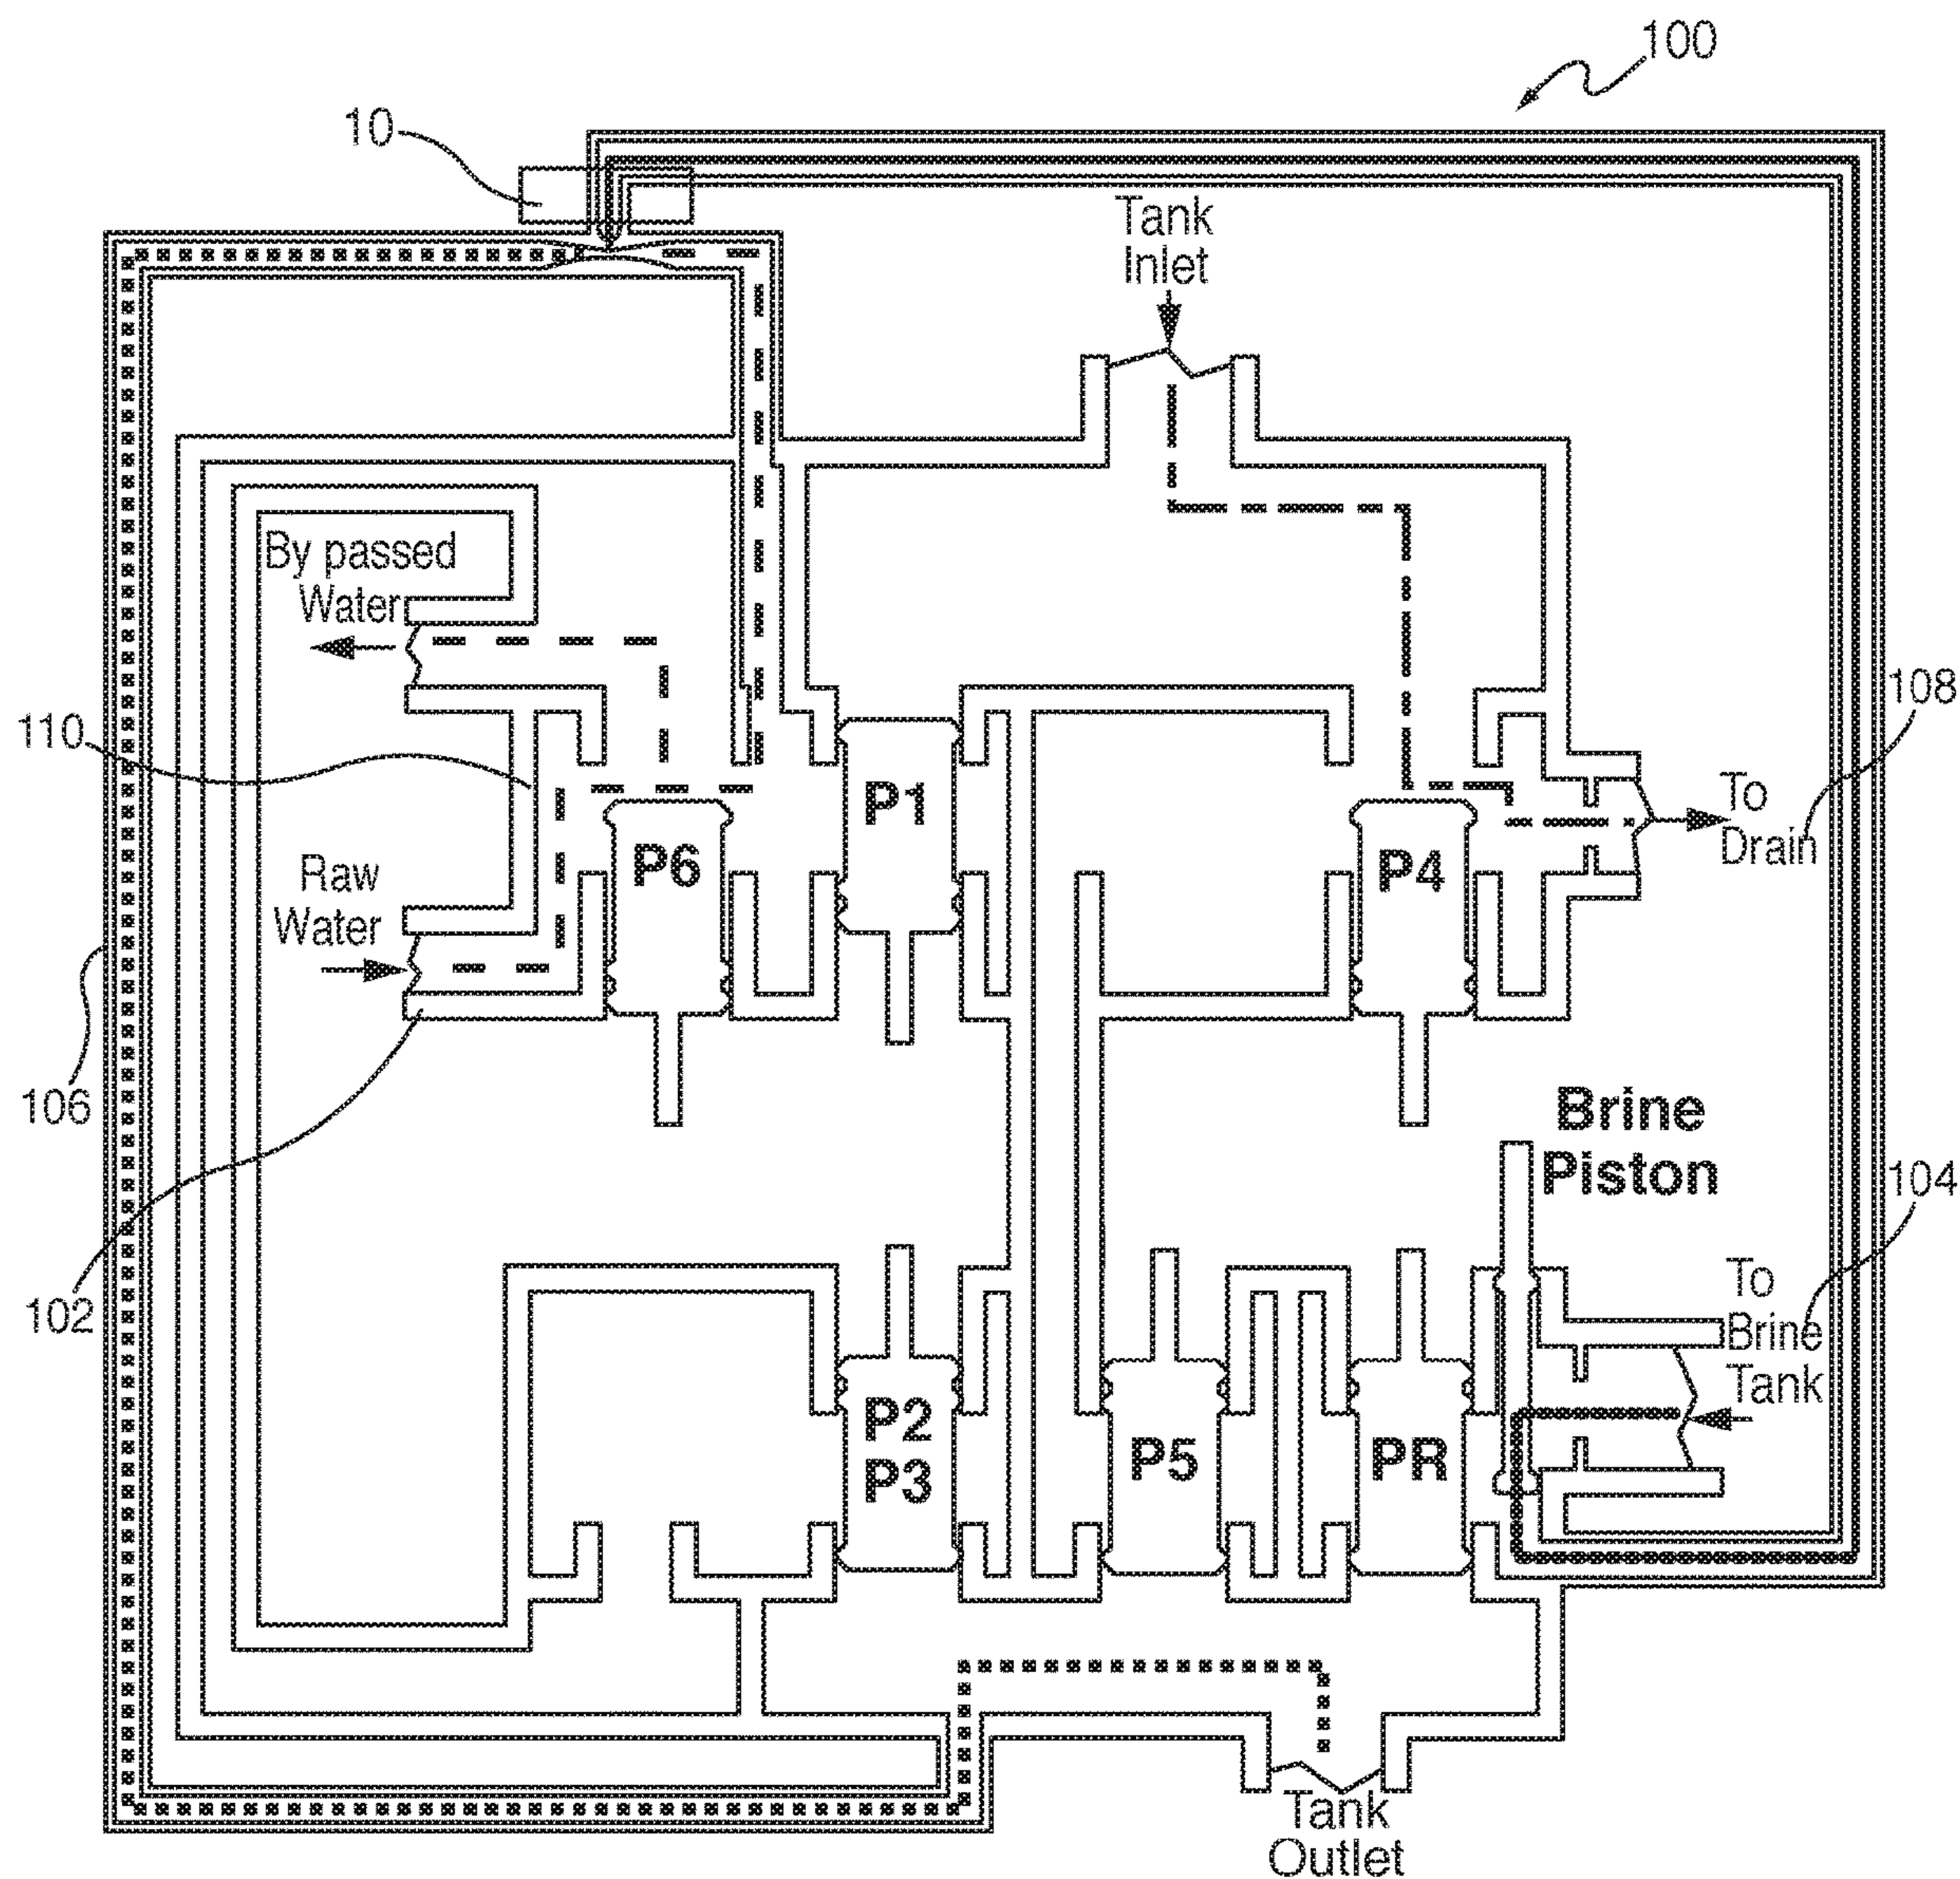 100
10
Tank
Inlet
By passed
Water
110
108
P1
To
Drain
P6
P4
Raw
Water
106
102
Brine
Piston
104
To
Brine
Tank
P2
P3
P5
PR
Tank
Outlet